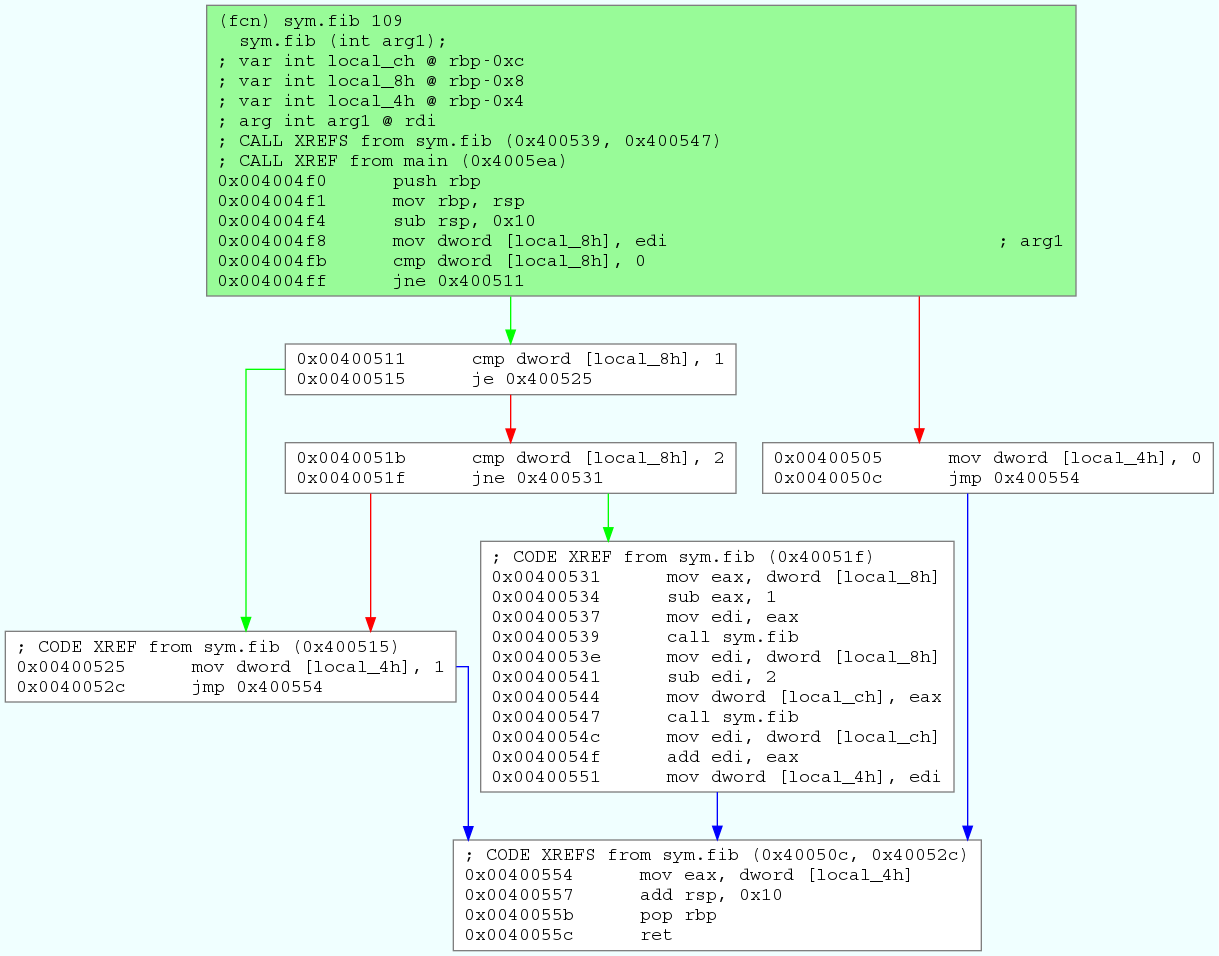 (fcn) sym.fib 109
  sym.fib (int arg1);
; var int local_ch @ rbp-0xc
; var int local_8h @ rbp-0x8
; var int local_4h @ rbp-0x4
; arg int arg1 @ rdi
; CALL XREFS from sym.fib (0x400539, 0x400547)
; CALL XREF from main (0x4005ea)
0x004004f0      push rbp
0x004004f1      mov rbp, rsp
0x004004f4      sub rsp, 0x10
0x004004f8      mov dword [local_8h], edi                              ; arg1
0x004004fb      cmp dword [local_8h], 0
0x004004ff      jne 0x400511
0x00400511      cmp dword [local_8h], 1
0x00400515      je 0x400525
0x0040051b      cmp dword [local_8h], 2
0x0040051f      jne 0x400531
0x00400505      mov dword [local_4h], 0
0x0040050c      jmp 0x400554
; CODE XREF from sym.fib (0x40051f)
0x00400531      mov eax, dword [local_8h]
0x00400534      sub eax, 1
0x00400537      mov edi, eax
0x00400539      call sym.fib
0x0040053e      mov edi, dword [local_8h]
0x00400541      sub edi, 2
0x00400544      mov dword [local_ch], eax
0x00400547      call sym.fib
0x0040054c      mov edi, dword [local_ch]
0x0040054f      add edi, eax
0x00400551      mov dword [local_4h], edi
; CODE XREF from sym.fib (0x400515)
0x00400525      mov dword [local_4h], 1
0x0040052c      jmp 0x400554
; CODE XREFS from sym.fib (0x40050c, 0x40052c)
0x00400554      mov eax, dword [local_4h]
0x00400557      add rsp, 0x10
0x0040055b      pop rbp
0x0040055c      ret